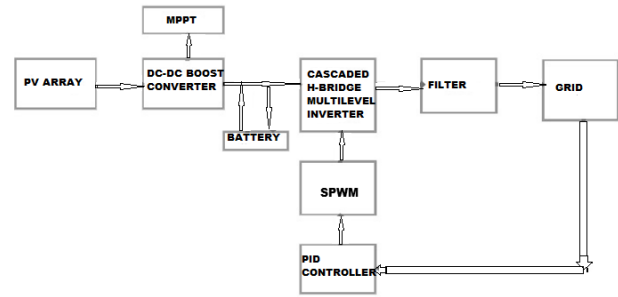 MPPT
PV ARRAY
DC-DC BOOST
CONVERTER
CASCADED
H-BRIDGE
MULTILEVEL
INVERTER
FILTER
GRID
BATTERY
SPWM
PID
CONTROLLER